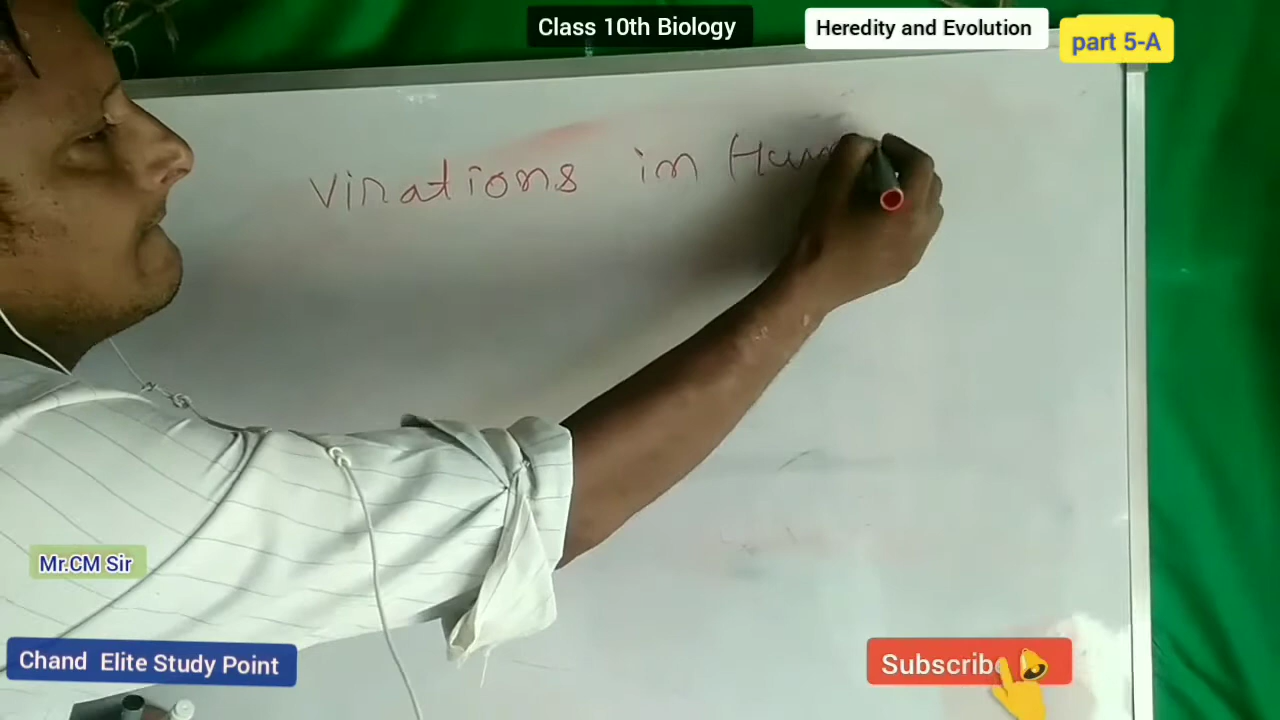 Class 10th Biology
Heredity and Evolution
part 5-A
Virations in Hum
Mr.CM Sir
Chand Elite Study Point
Subscribe